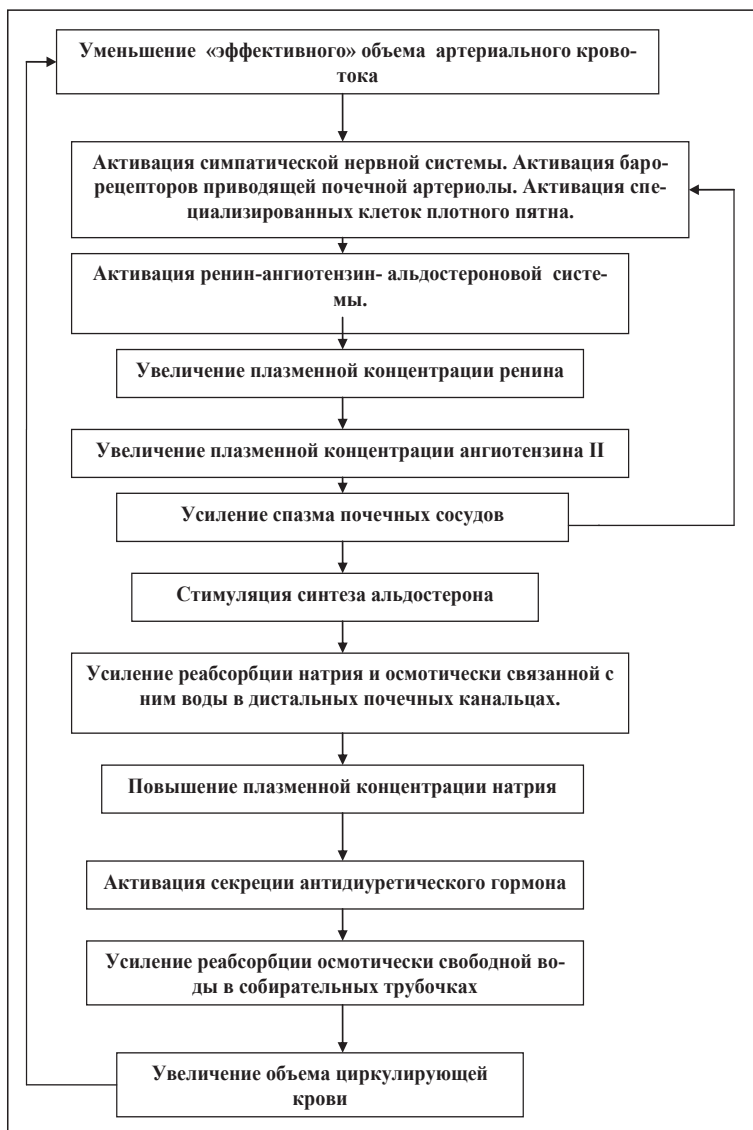 Уменьшение «эффективного» объема артериального крово-
тока
Активация симпатической нервной системы. Активация баро-
рецепторов приводящей почечной артериолы. Активация спе-
циализированных клеток плотного пятна.
Активация ренин-ангиотензин- альдостероновой систе-
мы.
Увеличение плазменной концентрации ренина
Увеличение плазменной концентрации ангиотензина II
Усиление спазма почечных сосудов
Стимуляция синтеза альдостерона
Усиление реабсорбции натрия и осмотически связанной с
ним воды в дистальных почечных канальцах.
Повышение плазменной концентрации натрия
Активация секреции антидиуретического гормона
Усиление реабсорбции осмотически свободной во-
ды в собирательных трубочках
Увеличение объема циркулирующей
крови